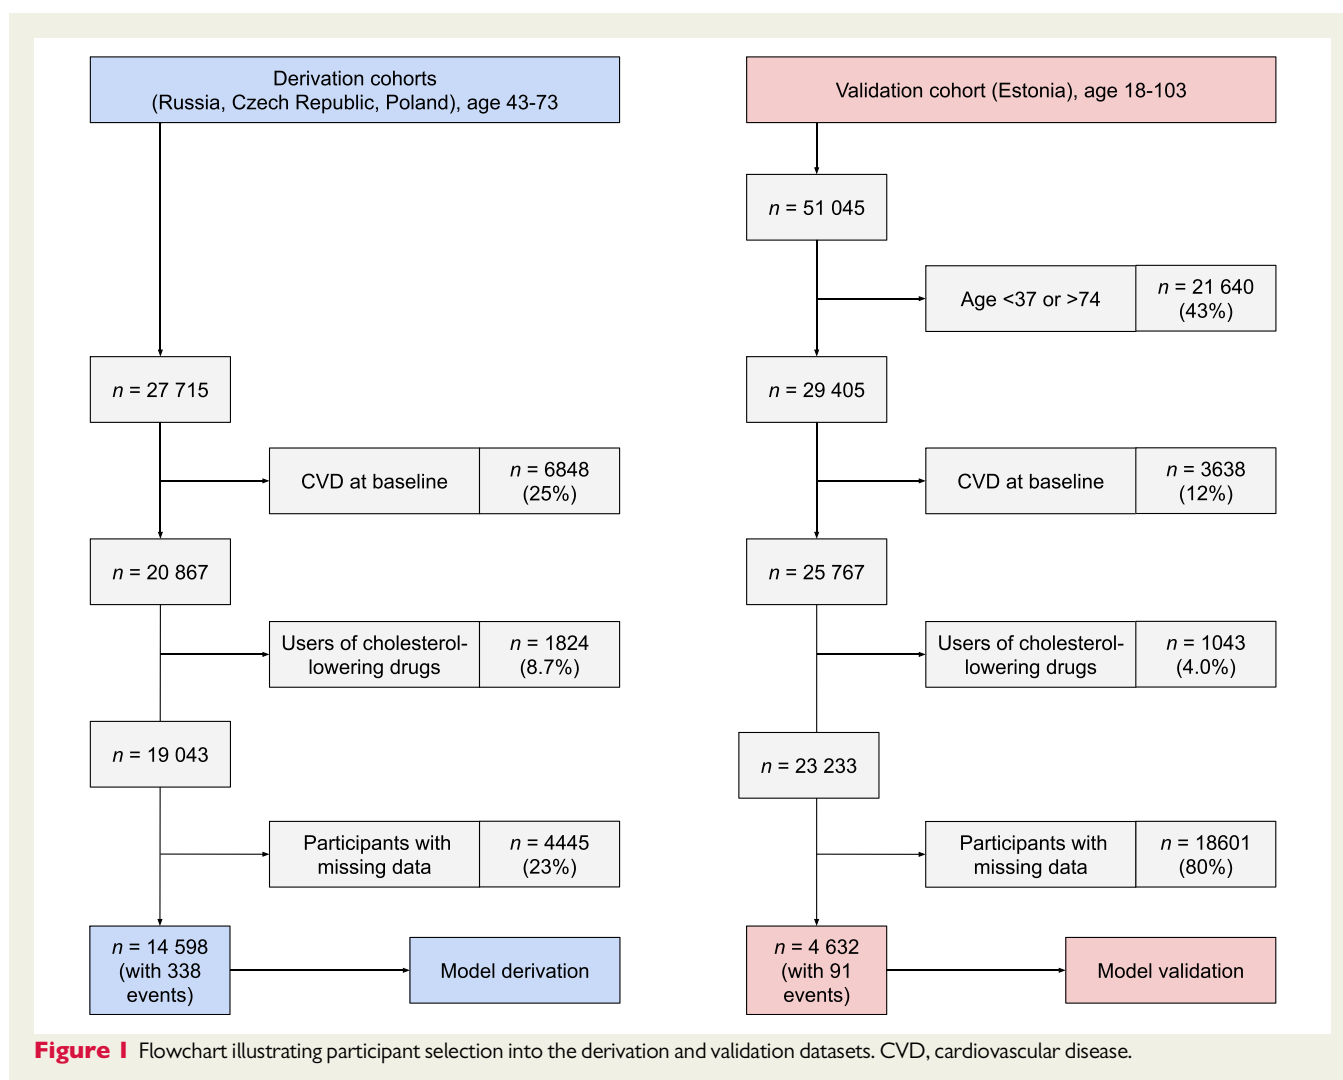 Derivation cohorts
(Russia, Czech Republic, Poland), age 43-73
n = 27 715
CVD at baseline
n = 6848
(25%)
n = 20 867
Users of cholesterol-
lowering drugs
n = 1824
(8.7%)
n = 19 043
Participants with
missing data
n = 4445
(23%)
n = 14 598
(with 338
events)
Model derivation
Validation cohort (Estonia), age 18-103
n = 51 045
Age <37 or >74
n = 21 640
(43%)
n = 29 405
CVD at baseline
n = 3638
(12%)
n = 25 767
Users of cholesterol-
lowering drugs
n = 1043
(4.0%)
n = 23 233
Participants with
missing data
n = 18601
(80%)
n = 4 632
(with 91
events)
Model validation
Figure 1 Flowchart illustrating participant selection into the derivation and validation datasets. CVD, cardiovascular disease.